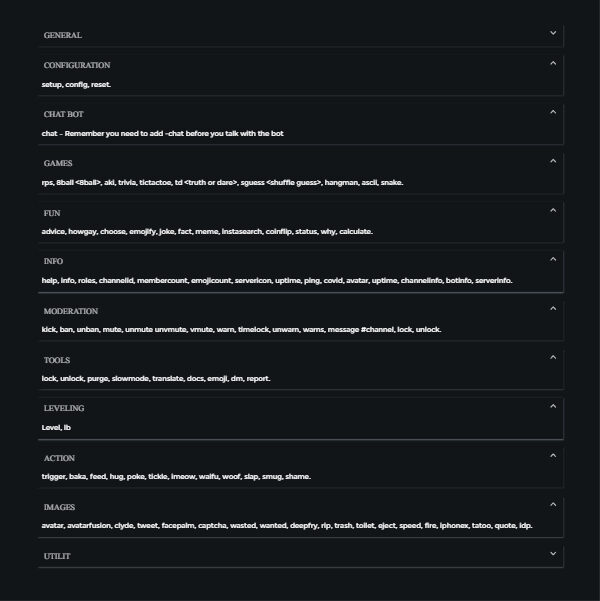 GENERAL
CONFIGURATION
setup, config, reset.
CHAT BOT
chat - Remember you need to add -chat before you talk with the bot
GAMES
rps, 8ball <8ball>, aki, trivia, tictactoe, td <truth or dare>, sguess <shuffle guess>, hangman, ascii, snake.
FUN
advice, howgay, choose, emojify, joke, fact, meme, instasearch, coinflip, status, why, calculate.
INFO
help, info, roles, channelid, membercount, emojicount, servericon, uptime, ping, covid, avatar, uptime, channelinfo, botinfo, serverinfo.
MODERATION
kick, ban, unban, mute, unmute unvmute, vmute, warn, timelock, unwarn, warns, message #channel, lock, unlock.
TOOLS
lock, unlock, purge, slowmode, translate, docs, emoji, dm, report.
LEVELING
Level, lb
ACTION
trigger, baka, feed, hug, poke, tickle, lmeow, waifu, woof, slap, smug, shame.
IMAGES
avatar, avatarfusion, clyde, tweet, facepalm, captcha, wasted, wanted, deepfry, rip, trash, toilet, eject, speed, fire, iphonex, tatoo, quote, ldp.
UTILIT